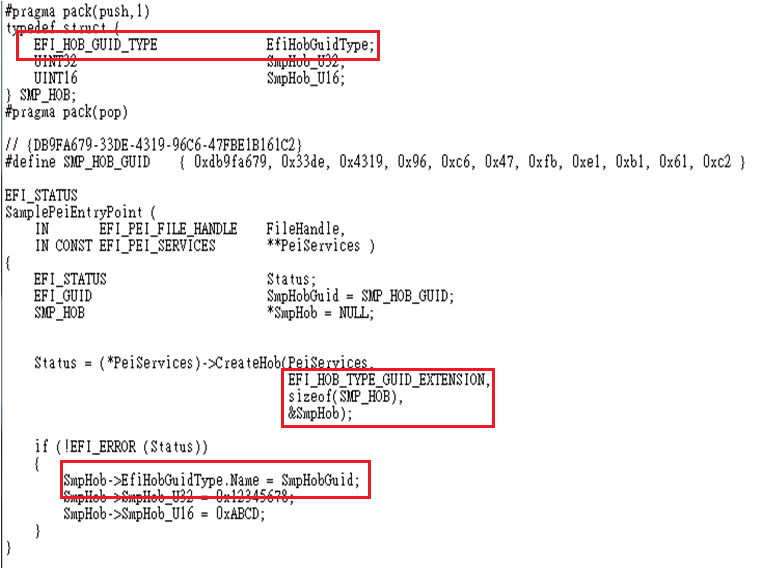 #pragma pack(push,1)
typedef struct {
    EFI_HOB_GUID_TYPE             EfiHobGuidType;
    UINT32                        SmpHob_U32;
    UINT16                        SmpHob_U16;
} SMP_HOB;
#pragma pack(pop)

// {DB9FA679-33DE-4319-96C6-47FBE1B161C2}
#define SMP_HOB_GUID    { 0xdb9fa679, 0x33de, 0x4319, 0x96, 0xc6, 0x47, 0xfb, 0xe1, 0xb1, 0x61, 0xc2 }

EFI_STATUS
SamplePeiEntryPoint (
    IN       EFI_PEI_FILE_HANDLE    FileHandle,
    IN CONST EFI_PEI_SERVICES       **PeiServices )
{
    EFI_STATUS                    Status;
    EFI_GUID                      SmpHobGuid = SMP_HOB_GUID;
    SMP_HOB                       *SmpHob = NULL;

    Status = (*PeiServices)->CreateHob(PeiServices,
                                    EFI_HOB_TYPE_GUID_EXTENSION,
                                    sizeof(SMP_HOB),
                                    &SmpHob);

    if (!EFI_ERROR (Status))
    {
        SmpHob->EfiHobGuidType.Name = SmpHobGuid;
        SmpHob->SmpHob_U32 = 0x12345678;
        SmpHob->SmpHob_U16 = 0xABCD;
    }
}